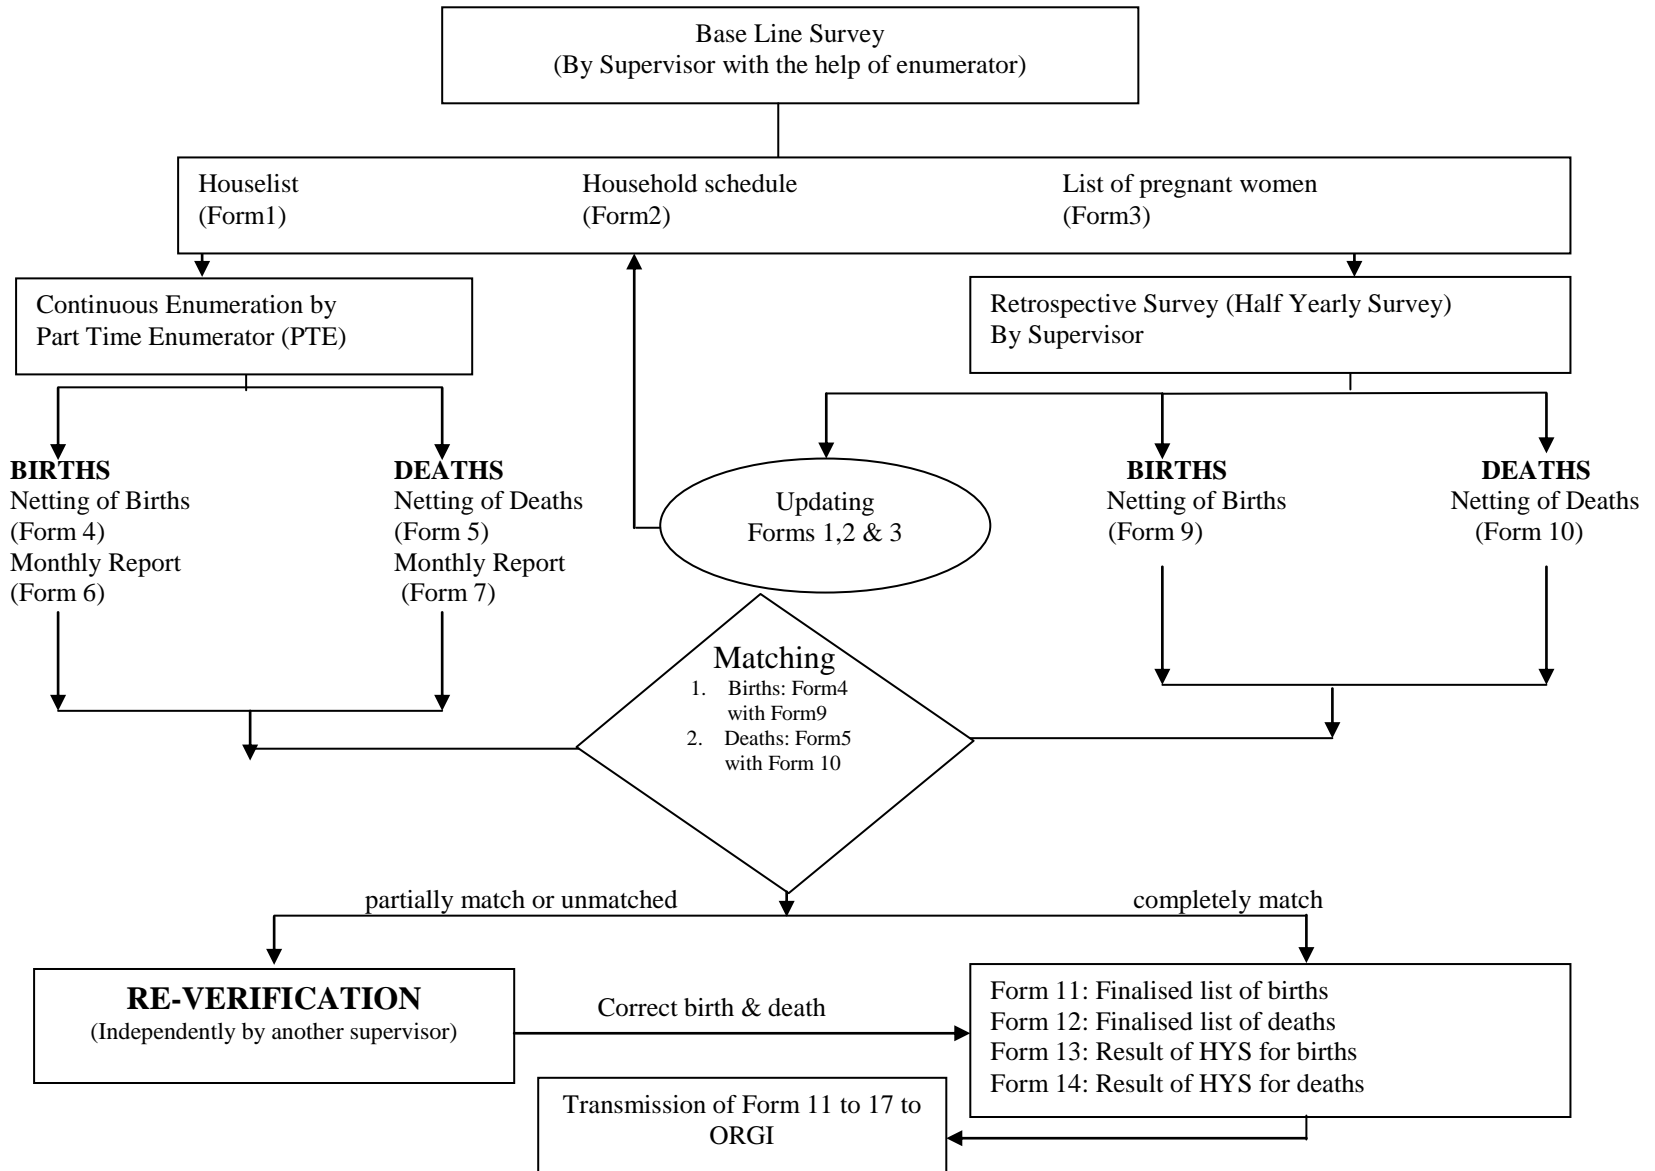 Base Line Survey
(By Supervisor with the help of enumerator)
Houselist
(Form1)
Household schedule
(Form2)
List of pregnant women
(Form3)
Continuous Enumeration by
Part Time Enumerator (PTE)
Retrospective Survey (Half Yearly Survey)
By Supervisor
BIRTHS
Netting of Births
(Form 4)
Monthly Report
(Form 6)
DEATHS
Netting of Deaths
(Form 5)
Monthly Report
(Form 7)
Updating
Forms 1,2 & 3
BIRTHS
Netting of Births
(Form 9)
DEATHS
Netting of Deaths
(Form 10)
Matching
1. Births: Form4
with Form9
2. Deaths: Form5
with Form 10
partially match or unmatched
completely match
RE-VERIFICATION
(Independently by another supervisor)
Correct birth & death
Form 11: Finalised list of births
Form 12: Finalised list of deaths
Form 13: Result of HYS for births
Form 14: Result of HYS for deaths
Transmission of Form 11 to 17 to
ORGI